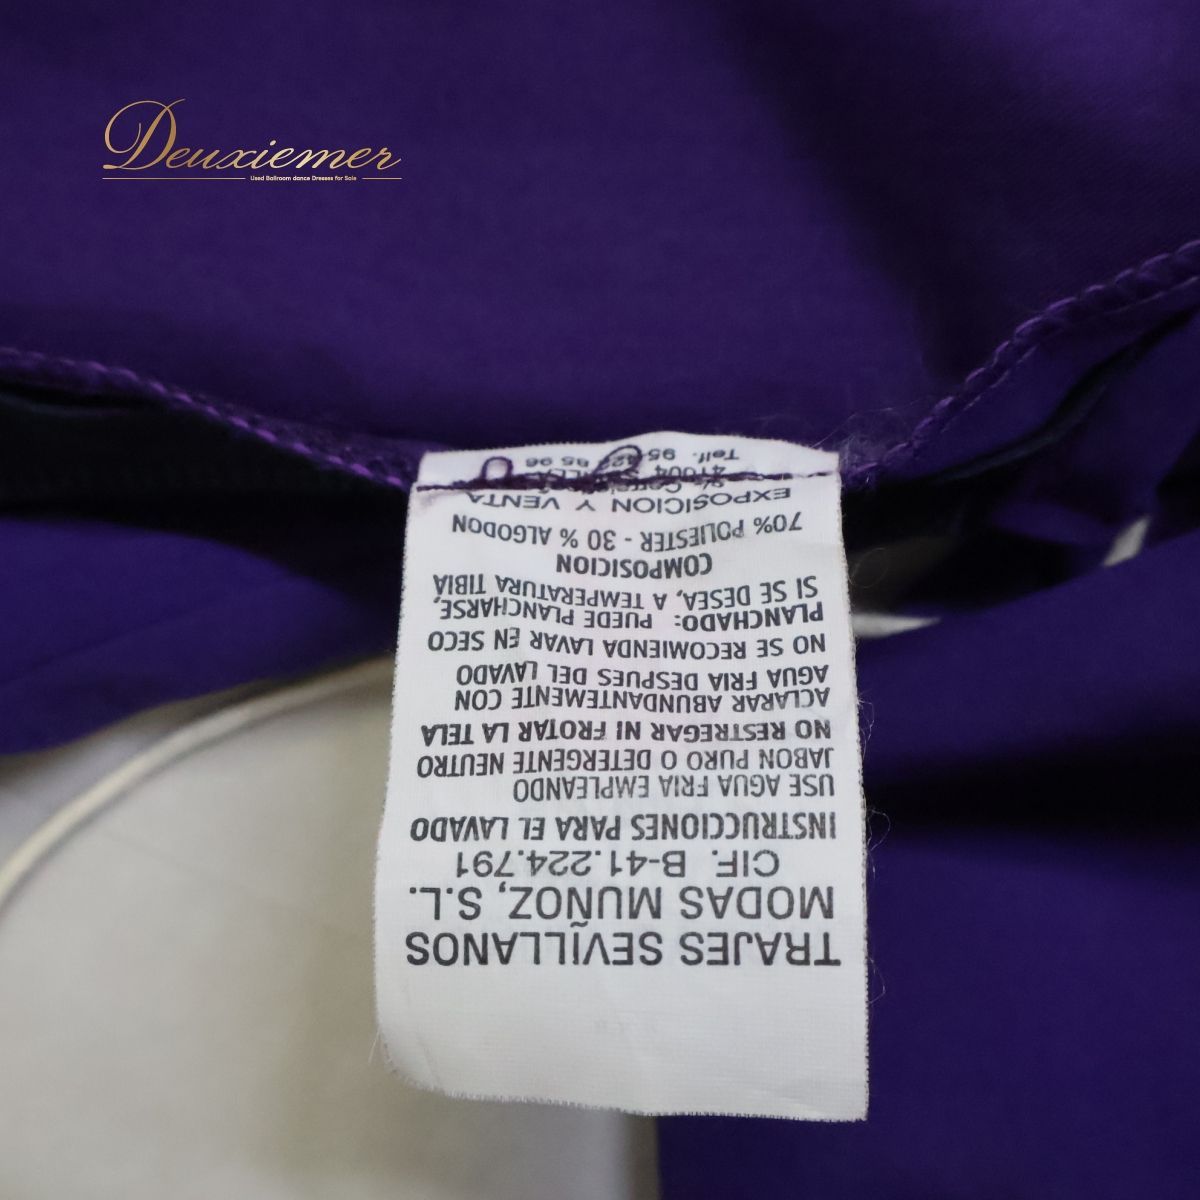 Deuxiemer
Used Ballroom dance Dresses for Sale
TRAJES SEVILLANOS
MODAS MUÑOZ, S.L.
CIF. B-41.224.791
INSTRUCCIONES PARA EL LAVADO
USE AGUA FRIA EMPLEANDO
JABON PURO O DETERGENTE NEUTRO
NO RESTREGAR NI FROTAR LA TELA
ACLARAR ABUNDANTEMENTE CON
AGUA FRIA DESPUES DEL LAVADO
NO SE RECOMIENDA LAVAR EN SECO
PLANCHADO: PUEDE PLANCHARSE,
SI SE DESEA, A TEMPERATURA TIBIA
COMPOSICION
70% POLIESTER - 30 % ALGODON
EXPOSICION Y VENTA
41004
Telf. 95